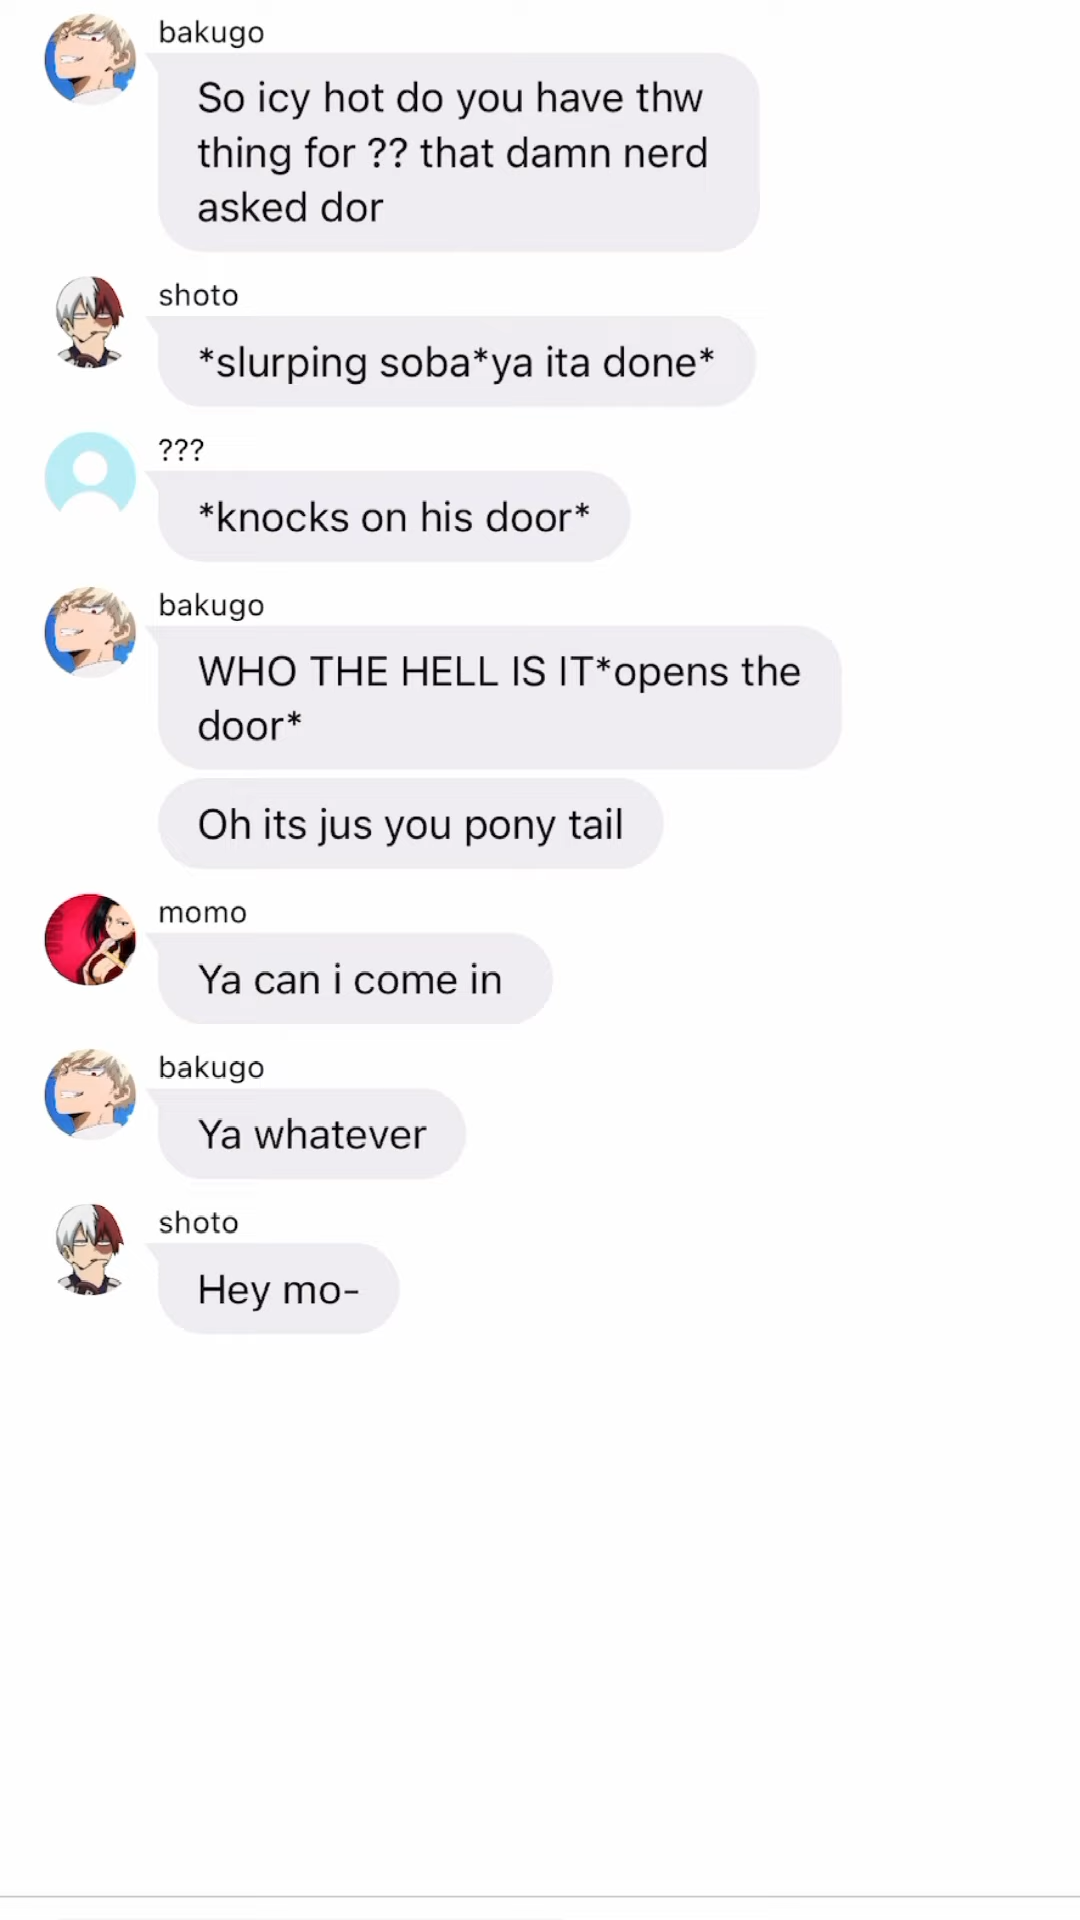 bakugo
So icy hot do you have thw
thing for ?? that damn nerd
asked dor
shoto
*slurping soba*ya ita done*
???
*knocks on his door*
bakugo
WHO THE HELL IS IT*opens the
door*
Oh its jus you pony tail
momo
Ya can i come in
bakugo
Ya whatever
shoto
Hey mo-